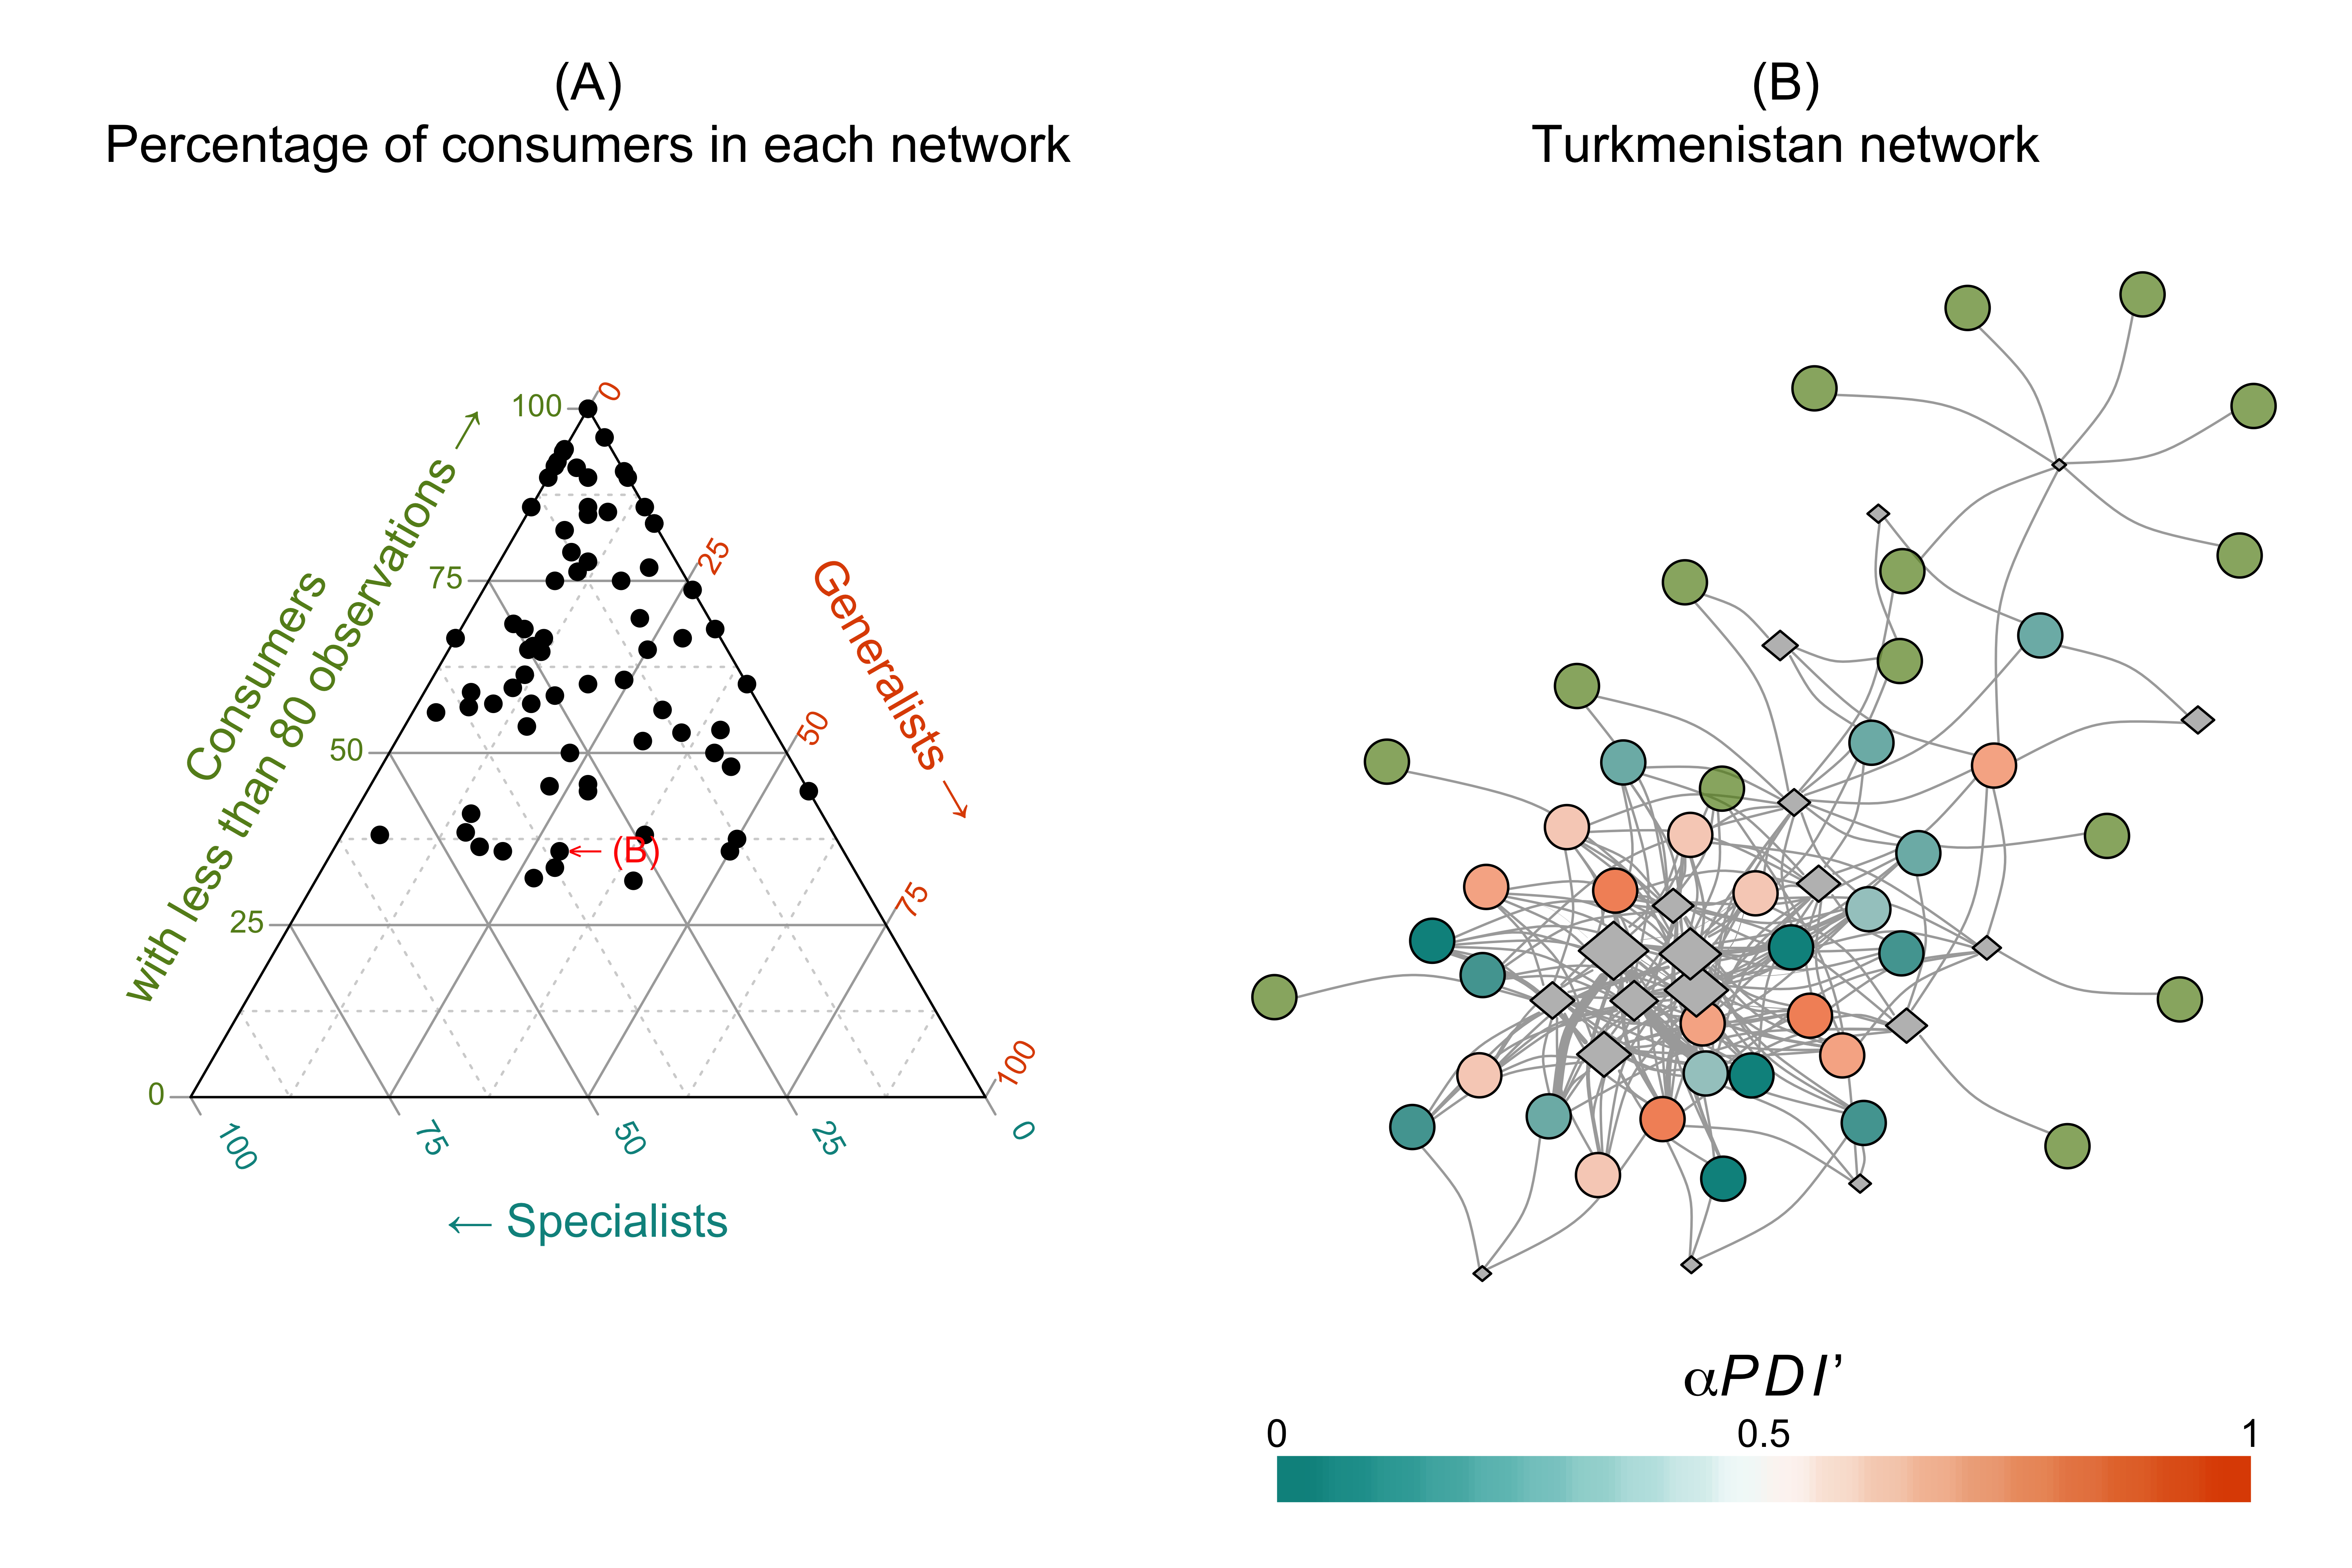 (A)
Percentage of consumers in each network
100
75
50
25
0
Consumers
with less than 80 observations →
0
25
50
75
100
Generalists →
100
75
50
25
0
← Specialists
← (B)
(B)
Turkmenistan network
αPDI’
0 0.5 1